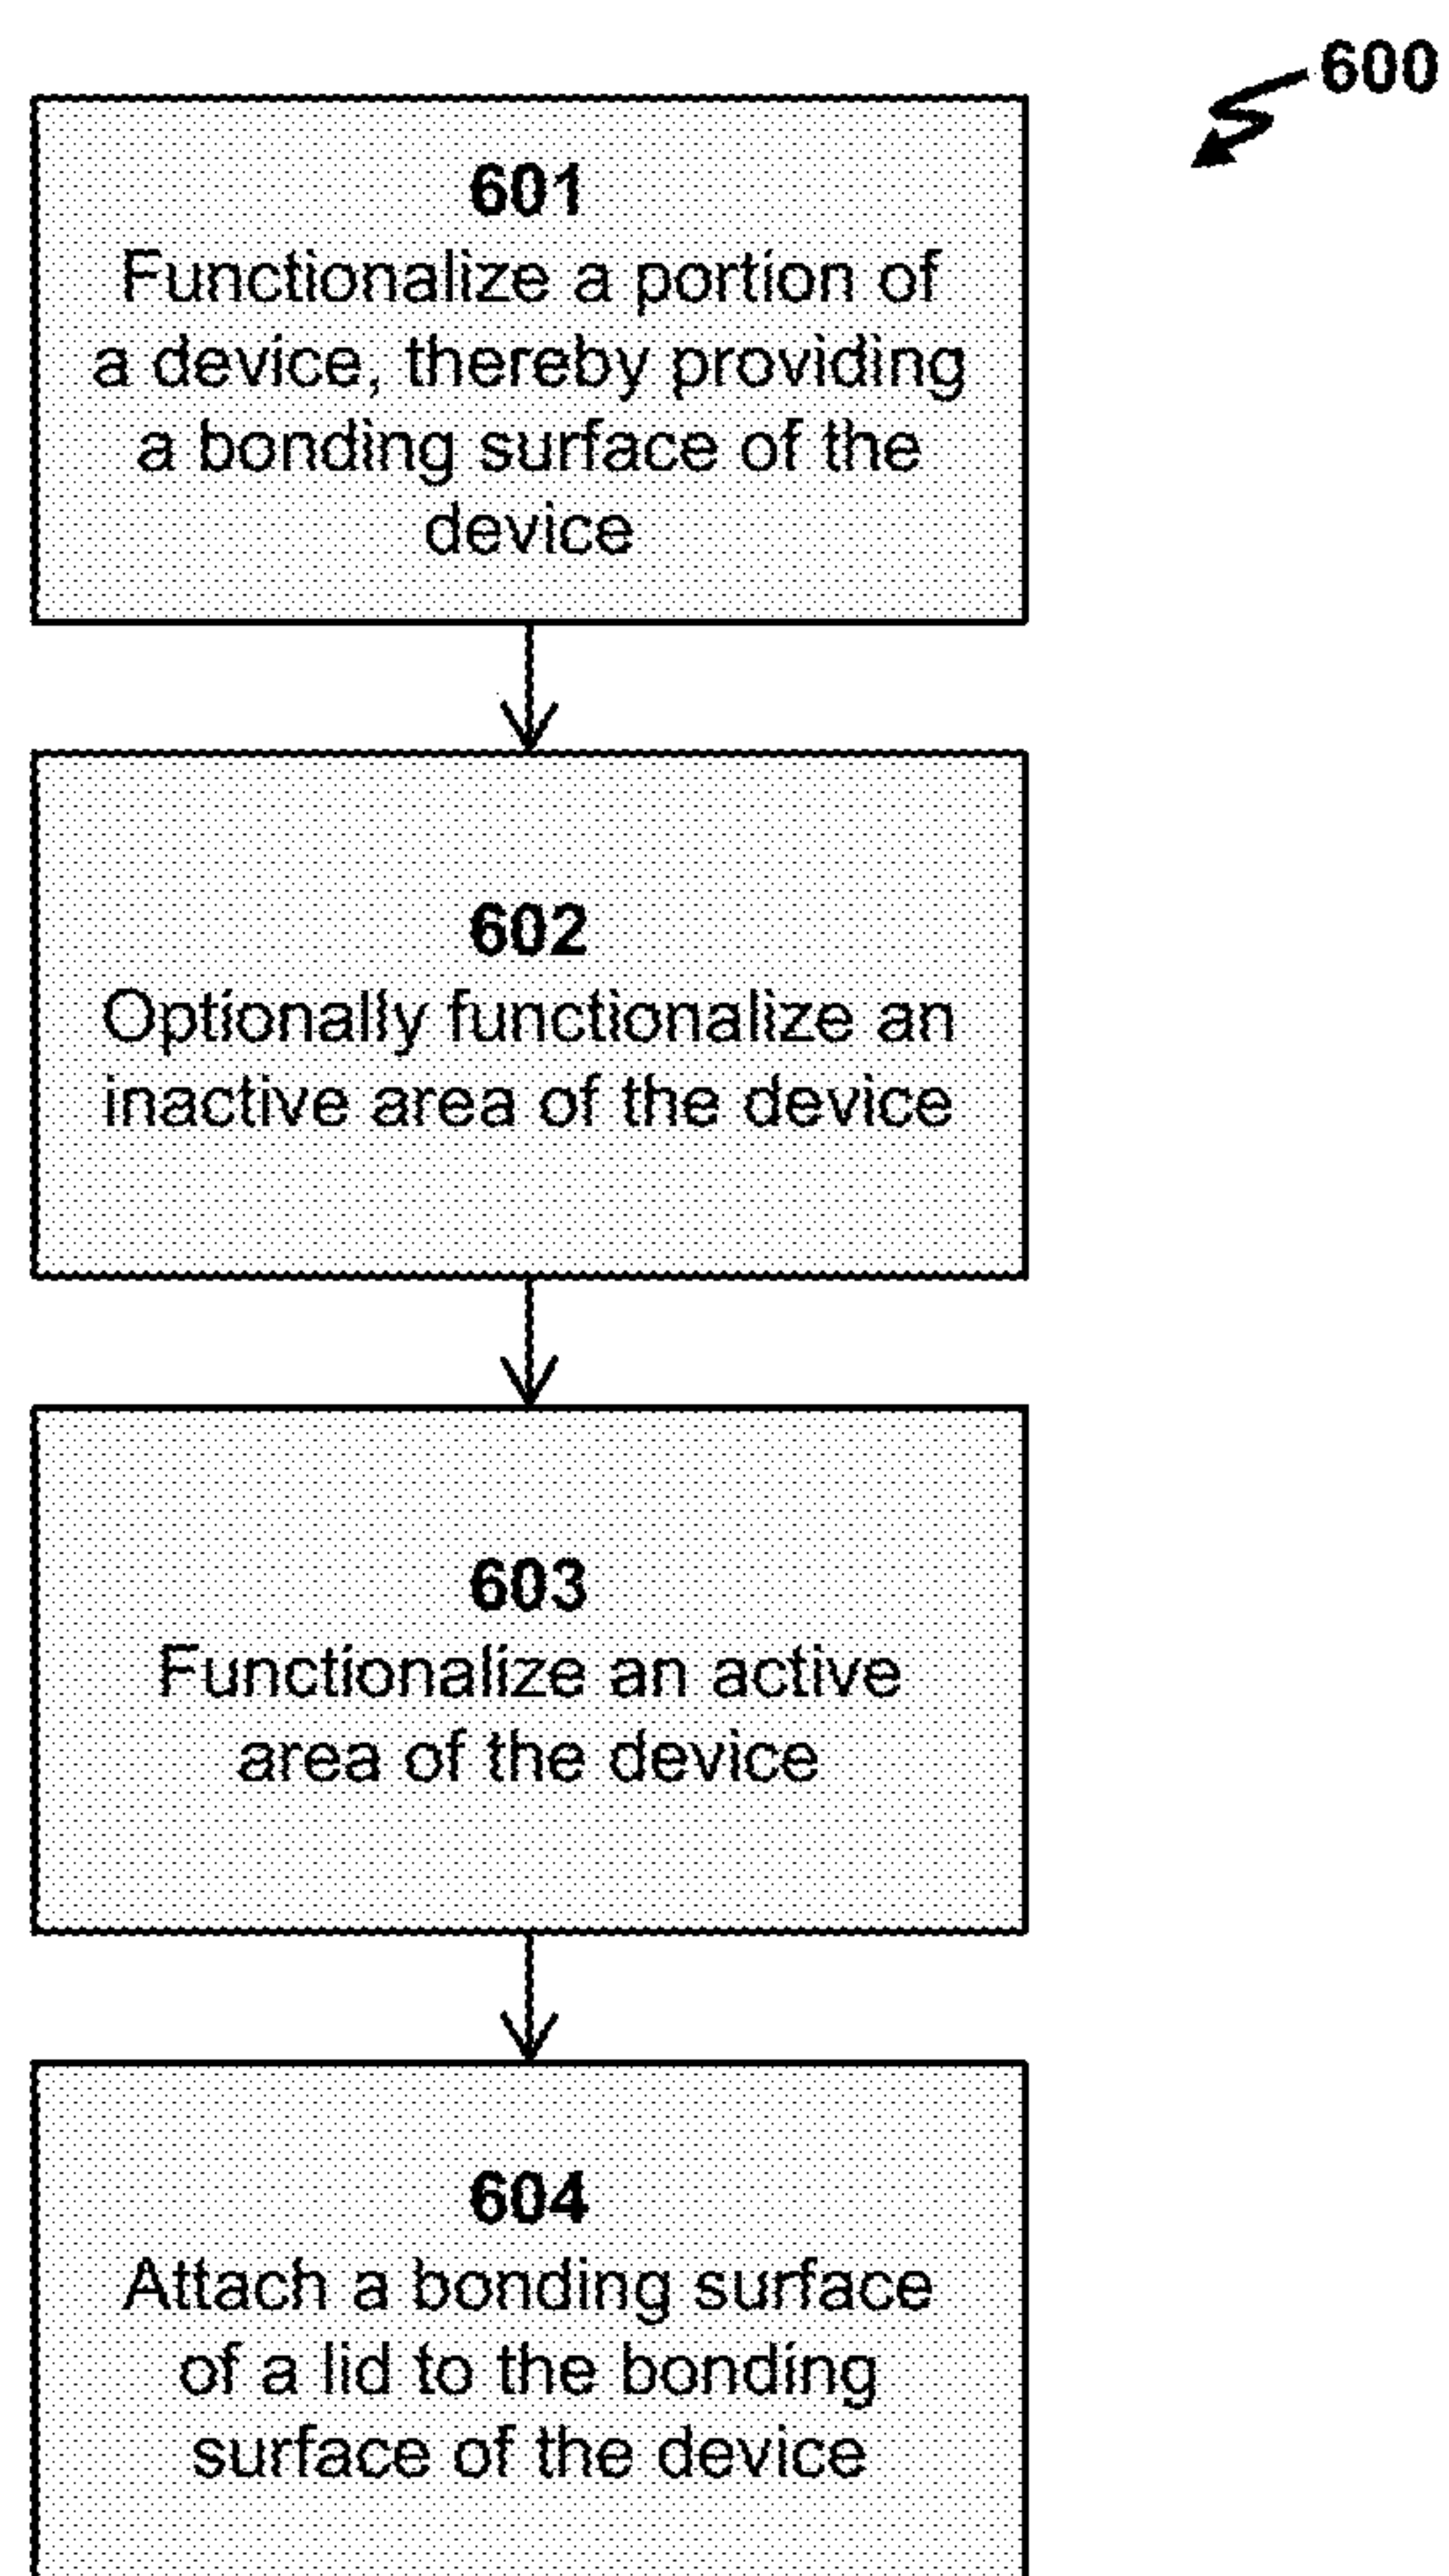 600
601
Functionalize a portion of
a device, thereby providing
a bonding surface of the
device
602
Optionally functionalize an
inactive area of the device
603
Functionalize an active
area of the device
604
Attach a bonding surface
of a lid to the bonding
surface of the device